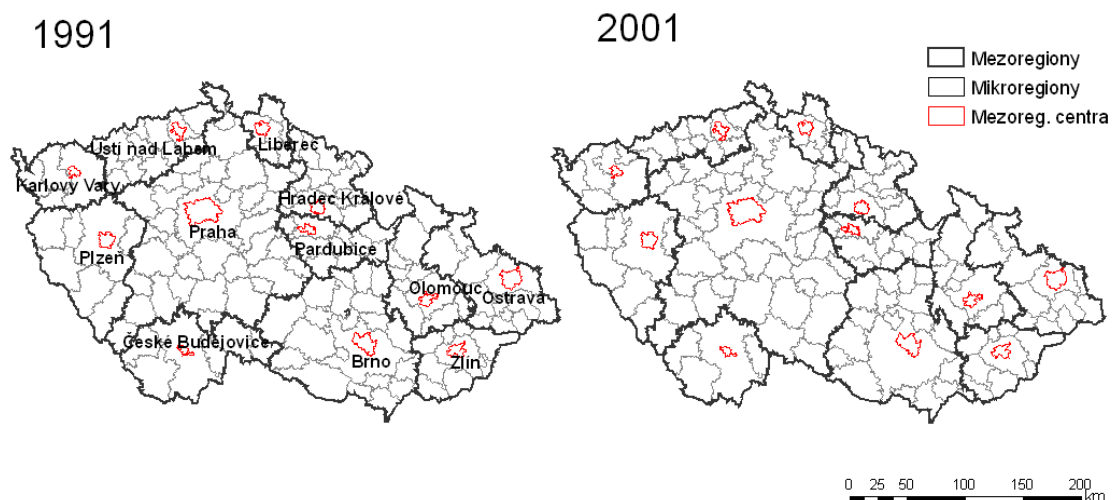 1991
2001
Mezoregiony
Mikroregiony
Mezoreg. centra
Ústí nad Labem
Liberec
Karlovy Vary
Hradec Králové
Praha
Plzeň
Pardubice
Olomouc
Ostrava
České Budějovice
Brno
Zlín
0 25 50 100 150 200
km